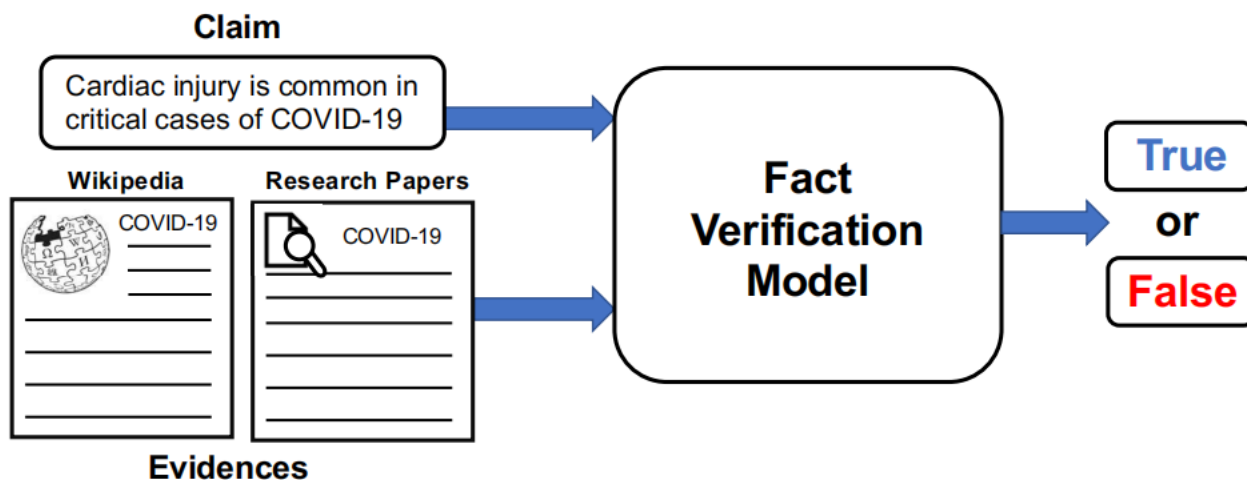 Claim
Cardiac injury is common in
critical cases of COVID-19
Wikipedia
COVID-19
Research Papers
COVID-19
Evidences
Fact
Verification
Model
True
or
False